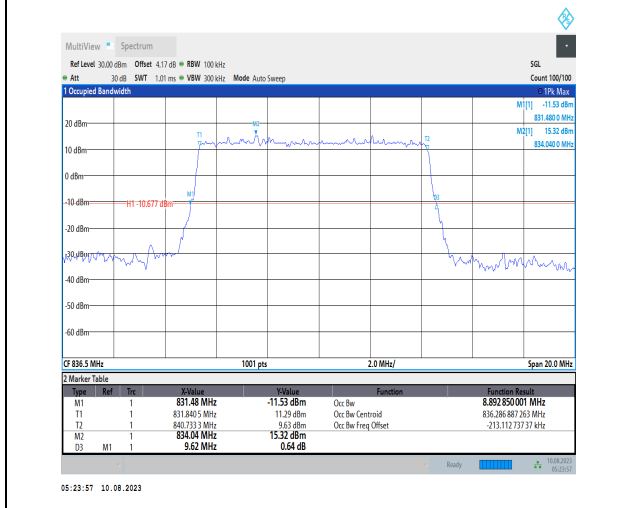 MultiView Spectrum
Ref Level 30.00 dBm Offset 4.17 dB RBW 100 kHz SGL
Att 30 dB SWT 1.01 ms VBW 300 kHz Mode Auto Sweep Count 100/100
1 Occupied Bandwidth 1Pk Max
M1[1] -11.53 dBm
831.480 0 MHz
M2[1] 15.32 dBm
834.040 0 MHz
20 dBm
M2
T1
T2
10 dBm
0 dBm
M1
D3
-10 dBm
H1 -10.677 dBm
-20 dBm
-30 dBm
-40 dBm
-50 dBm
-60 dBm
CF 836.5 MHz 1001 pts 2.0 MHz/ Span 20.0 MHz
2 Marker Table
Type Ref Trc X-Value Y-Value Function Function Result
M1 1 831.48 MHz -11.53 dBm Occ Bw 8.892 850 001 MHz
T1 1 831.840 5 MHz 11.29 dBm Occ Bw Centroid 836.286 887 263 MHz
T2 1 840.733 3 MHz 9.63 dBm Occ Bw Freq Offset -213.112 737 37 kHz
M2 1 834.04 MHz 15.32 dBm
D3 M1 1 9.62 MHz 0.64 dB
Ready 10.08.2023
05:23:57
05:23:57 10.08.2023